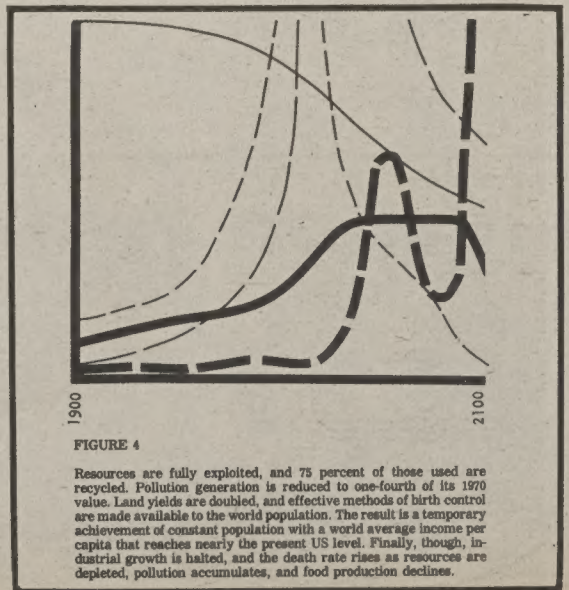 1900
2100
FIGURE 4
Resources are fully exploited, and 75 percent of those used are
recycled. Pollution generation is reduced to one-fourth of its 1970
value. Land yields are doubled, and effective methods of birth control
are made available to the world population. The result is a temporary
achievement of constant population with a world average income per
capita that reaches nearly the present US level. Finally, though, in-
dustrial growth is halted, and the death rate rises as resources are
depleted, pollution accumulates, and food production declines.